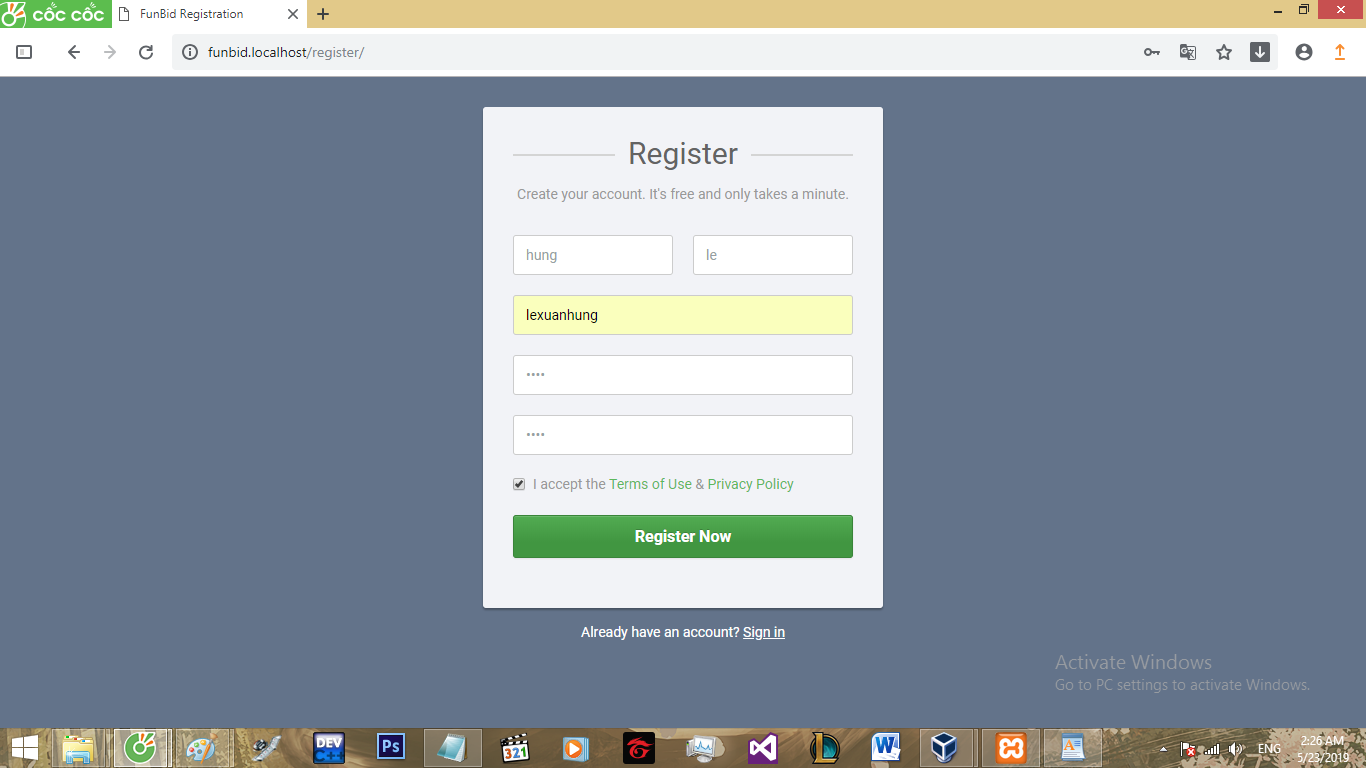 cốc cốc
FunBid Registration
funbid.localhost/register/
Register
Create your account. It's free and only takes a minute.
hung le
lexuanhung
••••
••••
I accept the Terms of Use & Privacy Policy
Register Now
Already have an account? Sign in
Activate Windows
Go to PC settings to activate Windows.
DEV
C++
Ps
321
W
A
ENG
2:26 AM
5/23/2019